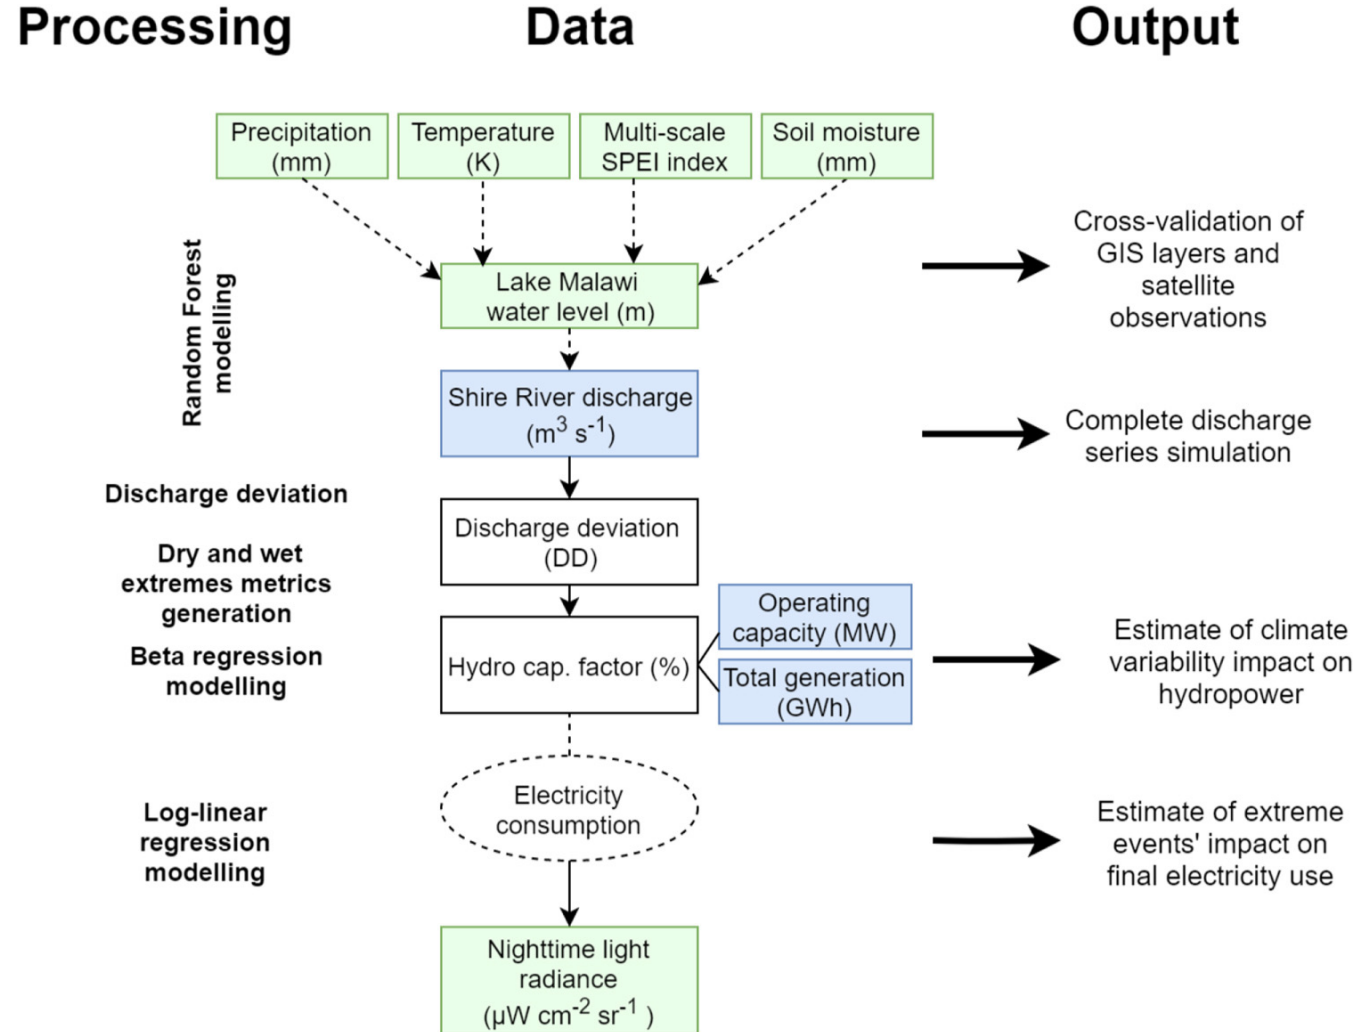 Processing
Data
Output
Precipitation
(mm)
Temperature
(K)
Multi-scale
SPEI index
Soil moisture
(mm)
Random Forest
modelling
Lake Malawi
water level (m)
Cross-validation of
GIS layers and
satellite
observations
Shire River discharge
(m³ s⁻¹)
Complete discharge
series simulation
Discharge deviation
Discharge deviation
(DD)
Dry and wet
extremes metrics
generation
Beta regression
modelling
Hydro cap. factor (%)
Operating
capacity (MW)
Total generation
(GWh)
Estimate of climate
variability impact on
hydropower
Log-linear
regression
modelling
Electricity
consumption
Estimate of extreme
events' impact on
final electricity use
Nighttime light
radiance
(µW cm⁻² sr⁻¹ )